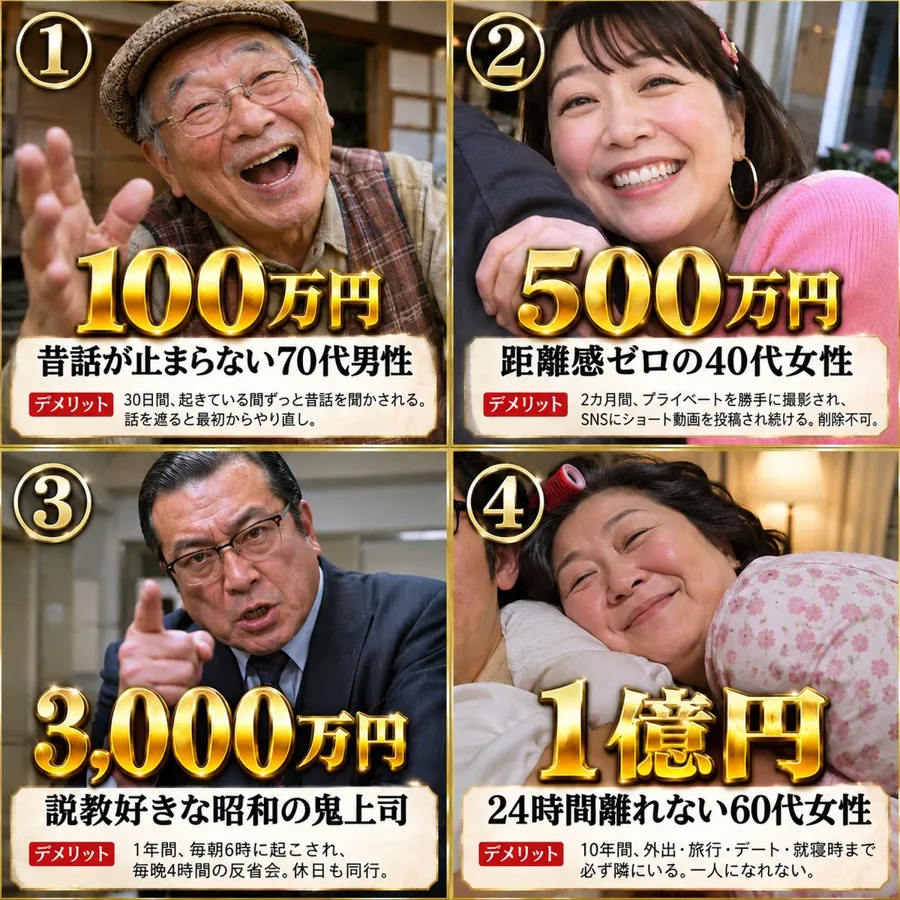 ①
100万円
昔話が止まらない70代男性
デメリット
30日間、起きている間ずっと昔話を聞かされる。
話を遮ると最初からやり直し。
②
500万円
距離感ゼロの40代女性
デメリット
2カ月間、プライベートを勝手に撮影され、
SNSにショート動画を投稿され続ける。削除不可。
③
3,000万円
説教好きな昭和の鬼上司
デメリット
1年間、毎朝6時に起こされ、
毎晩4時間の反省会。休日も同行。
④
1億円
24時間離れない60代女性
デメリット
10年間、外出・旅行・デート・就寝時まで
必ず隣にいる。一人になれない。